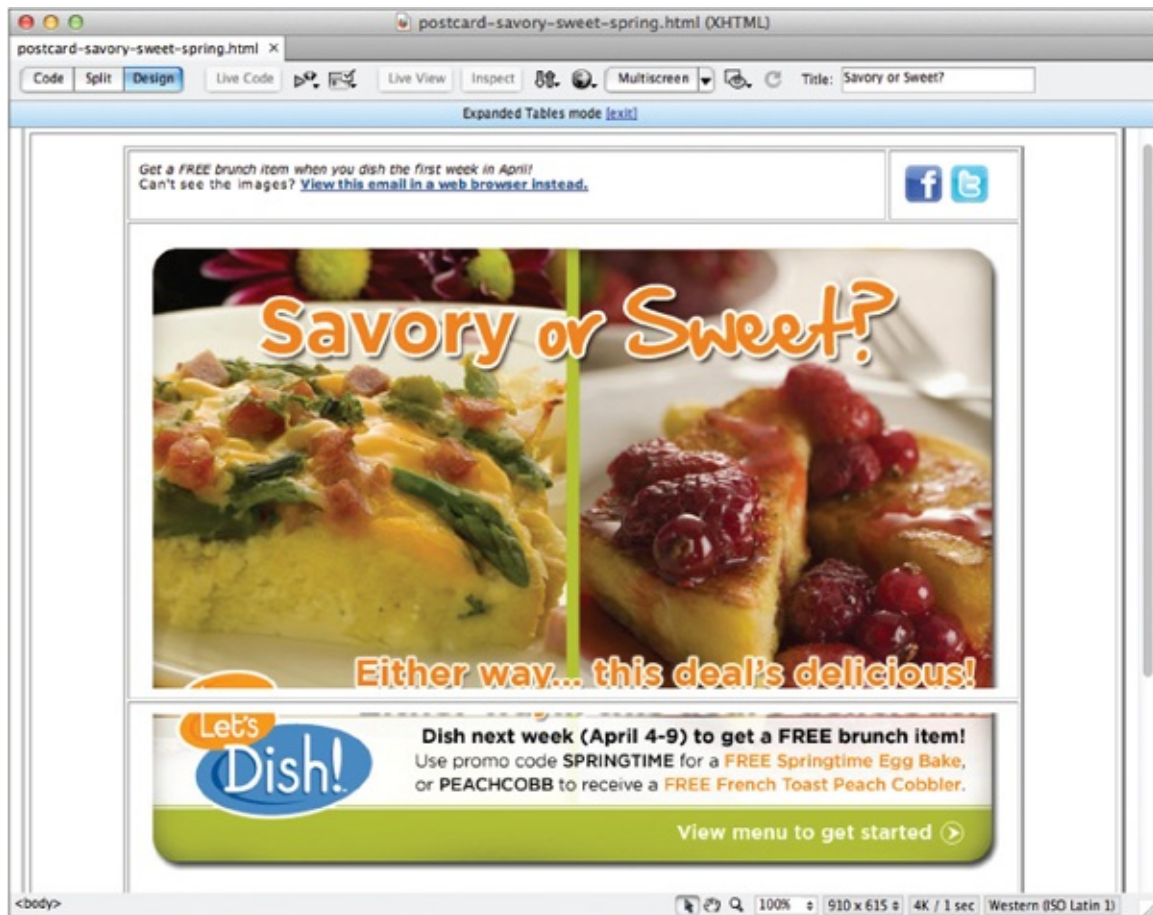 postcard-savory-sweet-spring.html (XHTML)
postcard-savory-sweet-spring.html ×
Code Split Design Live Code Live View Inspect Multiscreen Title: Savory or Sweet?
Expanded Tables mode [exit]
Get a FREE brunch item when you dish the first week in April!
Can't see the images? View this email in a web browser instead.
f t
Savory or Sweet?
Either way... this deal's delicious!
Let's
Dish!
Dish next week (April 4-9) to get a FREE brunch item!
Use promo code SPRINGTIME for a FREE Springtime Egg Bake,
or PEACHCOBB to receive a FREE French Toast Peach Cobbler.
View menu to get started
<body> 100% 910 x 615 4K / 1 sec Western (ISO Latin 1)